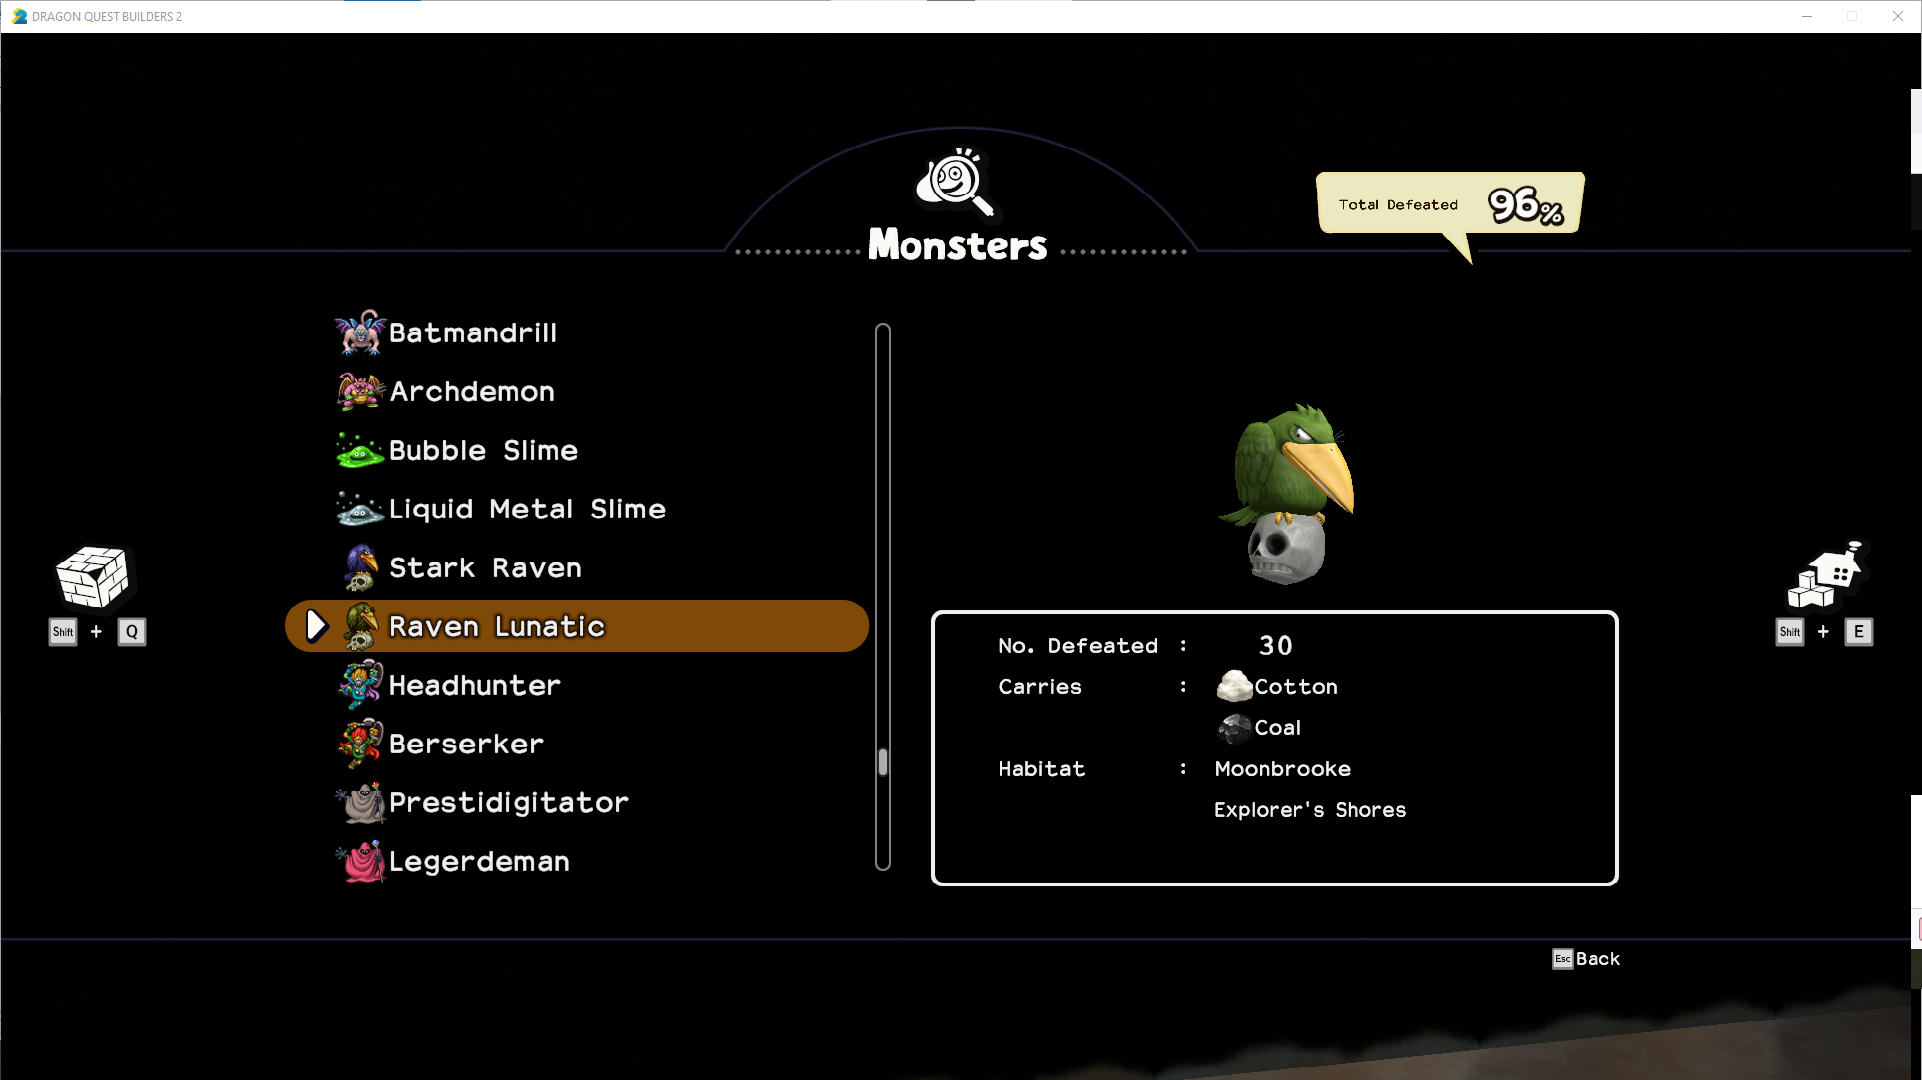 DRAGON QUEST BUILDERS 2
Total Defeated 96%
Monsters
Batmandrill
Archdemon
Bubble Slime
Liquid Metal Slime
Stark Raven
Raven Lunatic
Headhunter
Berserker
Prestidigitator
Legerdeman
Shift + Q
No. Defeated : 30
Carries : Cotton
Coal
Habitat : Moonbrooke
Explorer's Shores
Shift + E
Esc Back